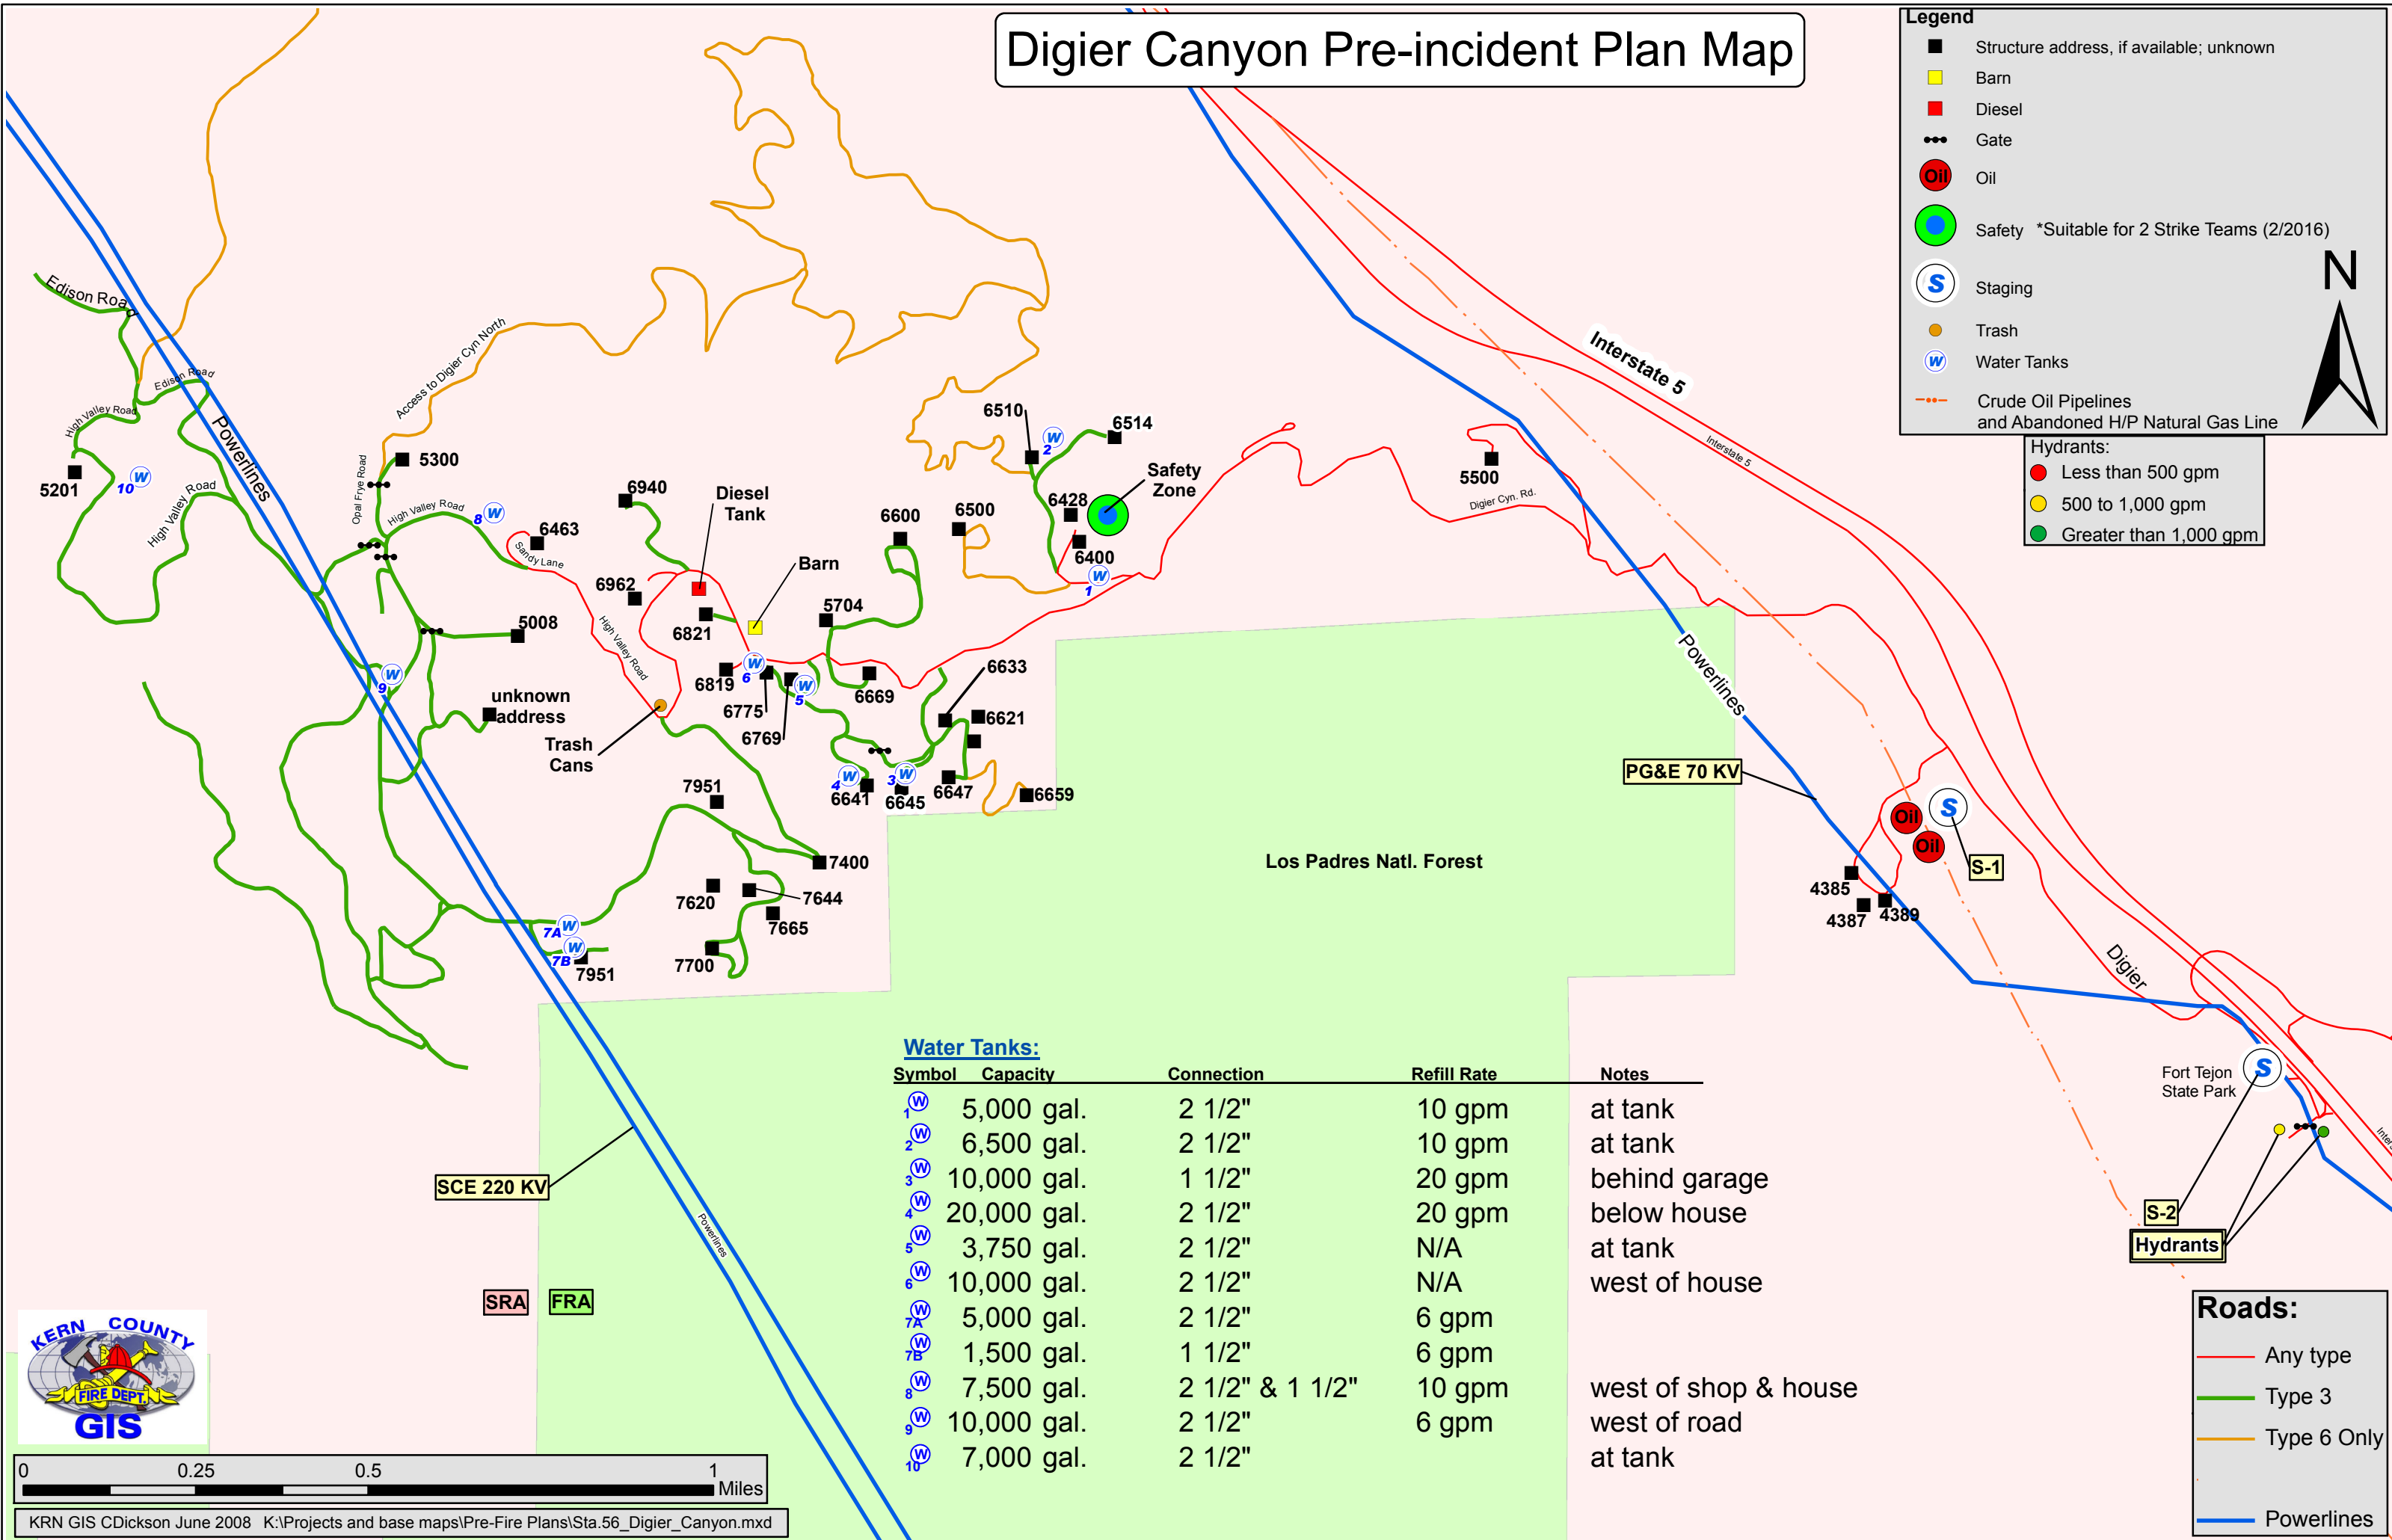 Digier Canyon Pre-incident Plan Map
Legend
Structure address, if available; unknown
Barn
Diesel
Gate
Oil Oil
Safety *Suitable for 2 Strike Teams (2/2016)
S Staging
Trash
W Water Tanks
Crude Oil Pipelines
and Abandoned H/P Natural Gas Line
N
Hydrants:
Less than 500 gpm
500 to 1,000 gpm
Greater than 1,000 gpm
Edison Road
Edison Road
High Valley Road
Powerlines
5201
W
10
High Valley Road
Access to Digier Cyn North
Opal Frye Road
5300
High Valley Road
8 W
6463
Sandy Lane
6940
Diesel
Tank
6962
Barn
6821
High Valley Road
5008
W
9
unknown
address
Trash
Cans
6819
W
6
6775
6769
W
5
5704
6600
6669
6500
6510
W
2
6514
6428
Safety
Zone
6400
W
1
6633
6621
W
4
6641
W
3
6645
6647
6659
7951
7400
7620
7644
7665
7700
W
7A
W
7B
7951
Interstate 5
Interstate 5
5500
Digier Cyn. Rd.
Powerlines
PG&E 70 KV
Oil
Oil
S
S-1
4385
4387
4389
Los Padres Natl. Forest
Digier
Fort Tejon
State Park
S
S-2
Hydrants
SCE 220 KV
Powerlines
SRA
FRA
Water Tanks:
Symbol Capacity Connection Refill Rate Notes
1 W 5,000 gal. 2 1/2" 10 gpm at tank
2 W 6,500 gal. 2 1/2" 10 gpm at tank
3 W 10,000 gal. 1 1/2" 20 gpm behind garage
4 W 20,000 gal. 2 1/2" 20 gpm below house
5 W 3,750 gal. 2 1/2" N/A at tank
6 W 10,000 gal. 2 1/2" N/A west of house
7A W 5,000 gal. 2 1/2" 6 gpm
7B W 1,500 gal. 1 1/2" 6 gpm
8 W 7,500 gal. 2 1/2" & 1 1/2" 10 gpm west of shop & house
9 W 10,000 gal. 2 1/2" 6 gpm west of road
10 W 7,000 gal. 2 1/2" at tank
Roads:
Any type
Type 3
Type 6 Only
Powerlines
KERN COUNTY
FIRE DEPT.
GIS
0 0.25 0.5 1
Miles
KRN GIS CDickson June 2008 K:\Projects and base maps\Pre-Fire Plans\Sta.56_Digier_Canyon.mxd